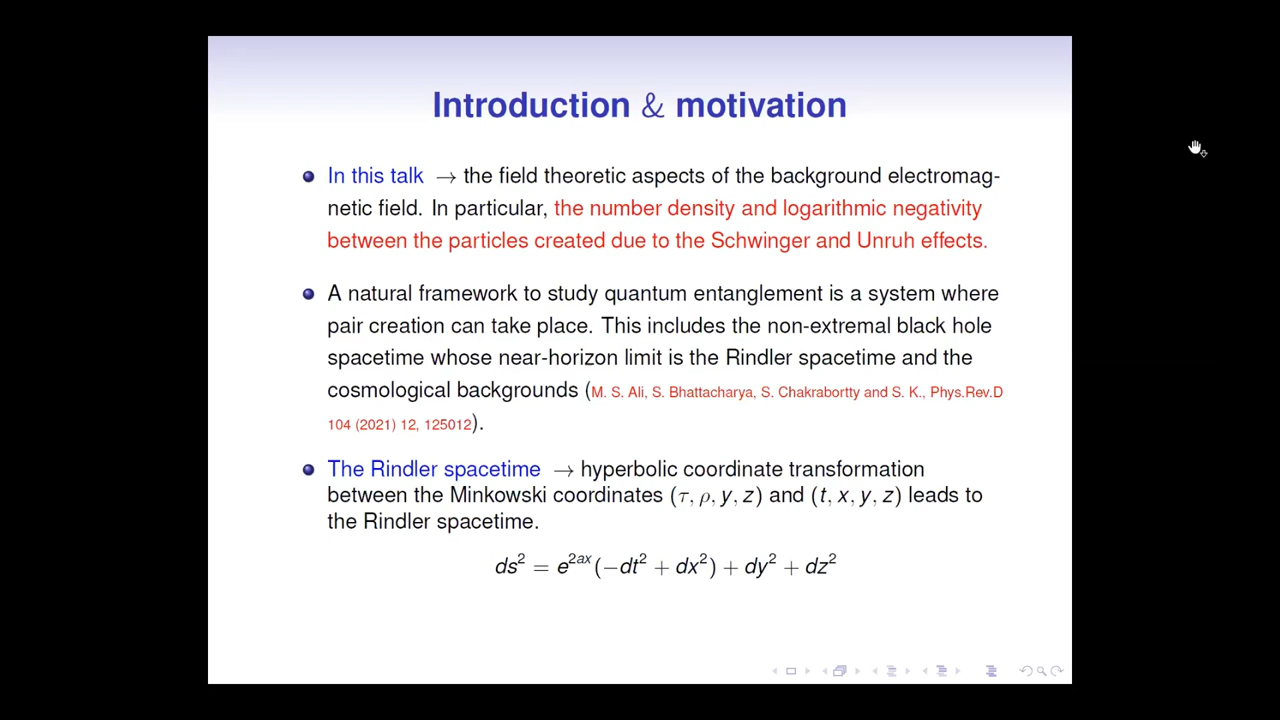 Introduction & motivation
In this talk → the field theoretic aspects of the background electromag-
netic field. In particular, the number density and logarithmic negativity
between the particles created due to the Schwinger and Unruh effects.
A natural framework to study quantum entanglement is a system where
pair creation can take place. This includes the non-extremal black hole
spacetime whose near-horizon limit is the Rindler spacetime and the
cosmological backgrounds (M. S. Ali, S. Bhattacharya, S. Chakrabortty and S. K., Phys.Rev.D
104 (2021) 12, 125012).
The Rindler spacetime → hyperbolic coordinate transformation
between the Minkowski coordinates (τ, ρ, y, z) and (t, x, y, z) leads to
the Rindler spacetime.
ds² = e²ᵃˣ(−dt² + dx²) + dy² + dz²